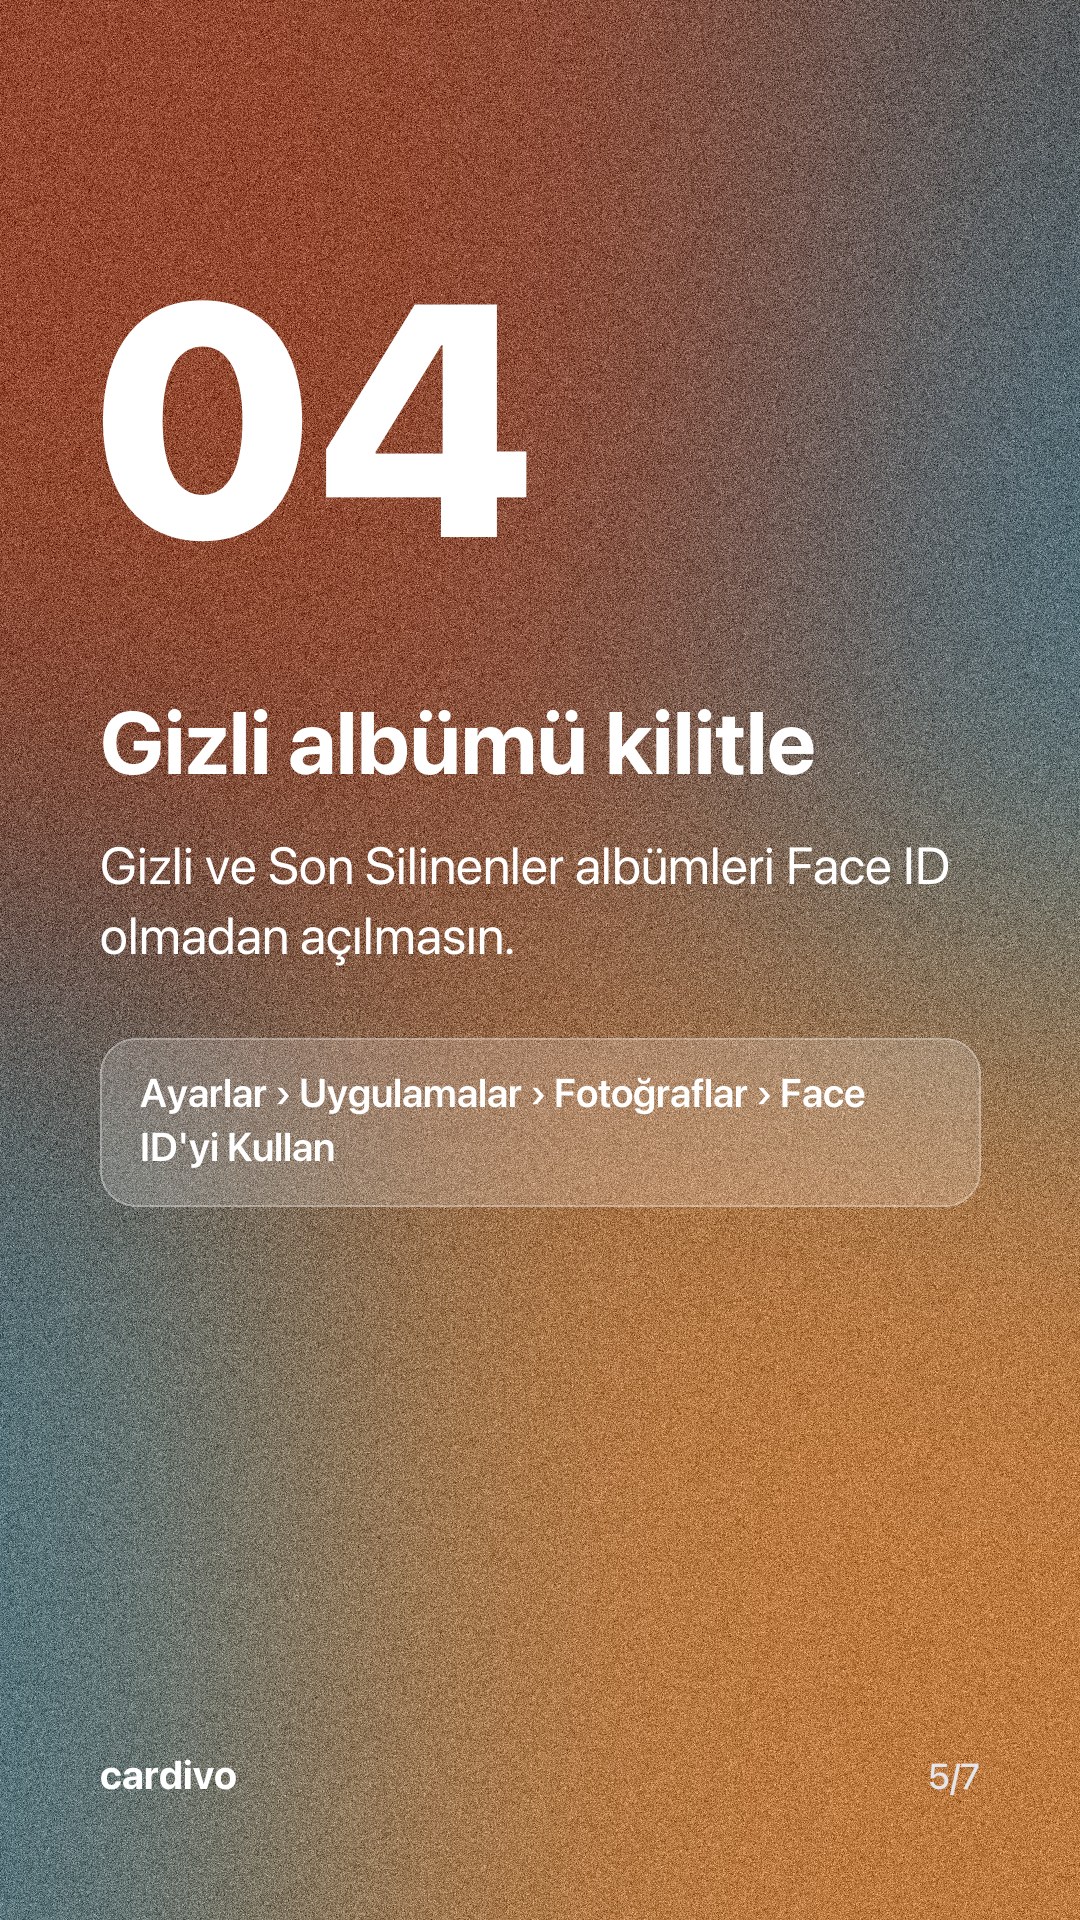 04
Gizli albümü kilitle
Gizli ve Son Silinenler albümleri Face ID
olmadan açılmasın.
Ayarlar › Uygulamalar › Fotoğraflar › Face
ID'yi Kullan
cardivo
5/7